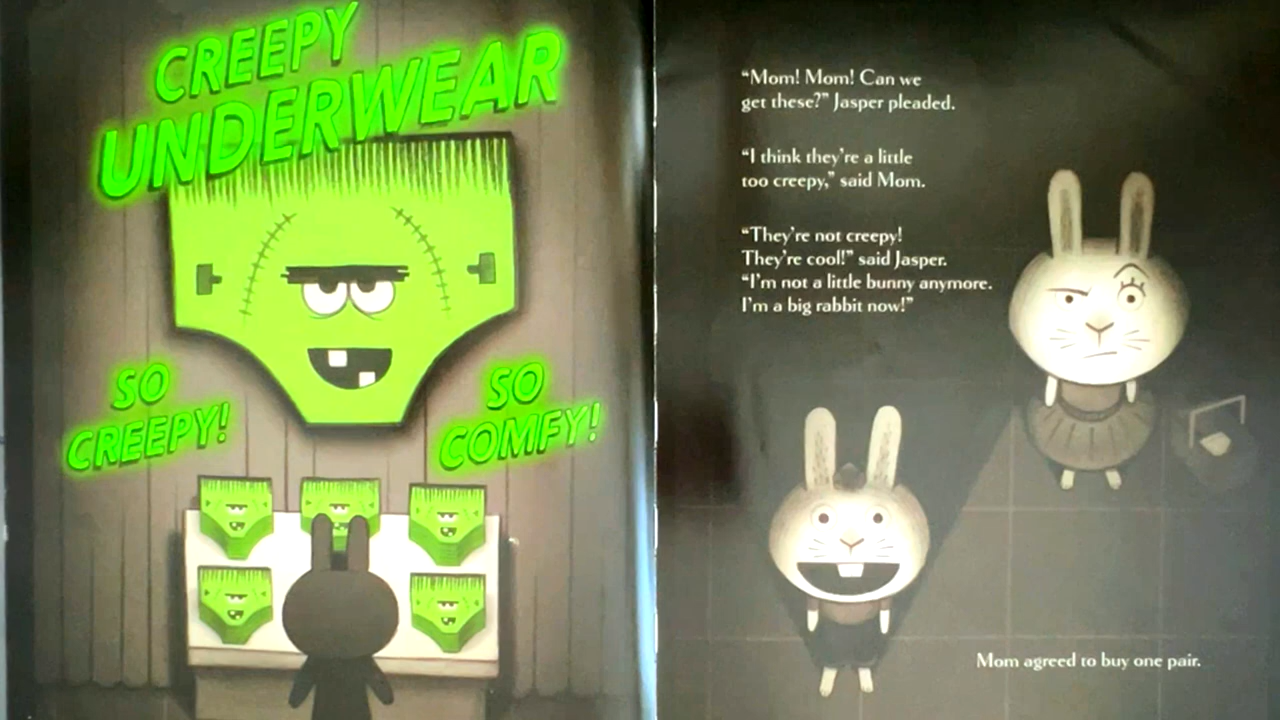 CREEPY
UNDERWEAR
SO
CREEPY!
SO
COMFY!
“Mom! Mom! Can we
get these?” Jasper pleaded.
“I think they’re a little
too creepy,” said Mom.
“They’re not creepy!
They’re cool!” said Jasper.
“I’m not a little bunny anymore.
I’m a big rabbit now!”
Mom agreed to buy one pair.